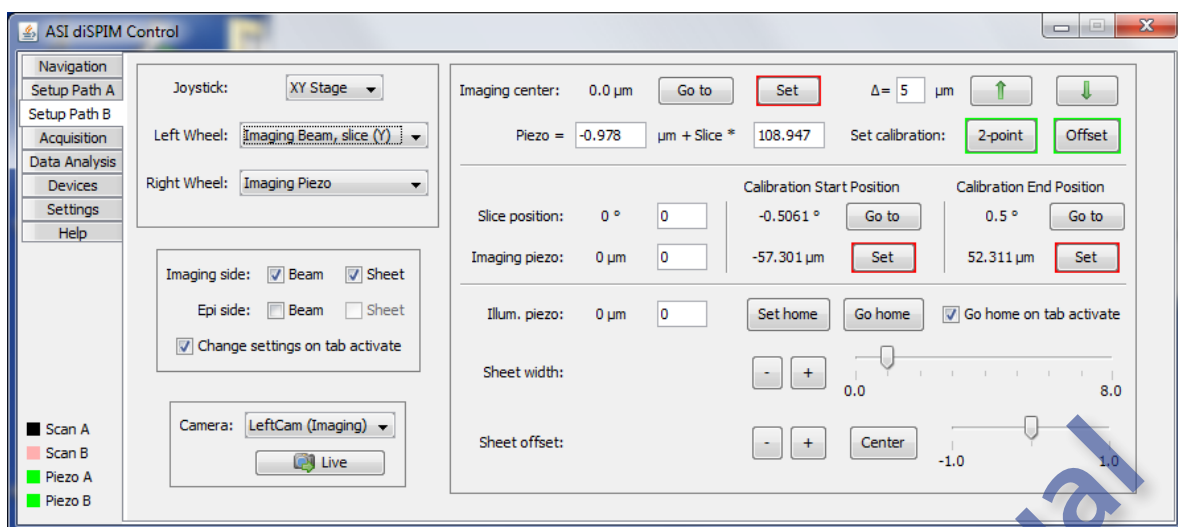 ASI diSPIM Control
Navigation
Setup Path A
Setup Path B
Acquisition
Data Analysis
Devices
Settings
Help
Scan A
Scan B
Piezo A
Piezo B
Joystick: XY Stage
Left Wheel: Imaging Beam, slice (Y)
Right Wheel: Imaging Piezo
Imaging side: Beam Sheet
Epi side: Beam Sheet
Change settings on tab activate
Camera: LeftCam (Imaging)
Live
Imaging center: 0.0 µm Go to Set Δ= 5 µm
Piezo = -0.978 µm + Slice * 108.947 Set calibration: 2-point Offset
Calibration Start Position Calibration End Position
Slice position: 0 ° 0 -0.5061 ° Go to 0.5 ° Go to
Imaging piezo: 0 µm 0 -57.301 µm Set 52.311 µm Set
Illum. piezo: 0 µm 0 Set home Go home Go home on tab activate
Sheet width: - + 0.0 8.0
Sheet offset: - + Center -1.0 1.0